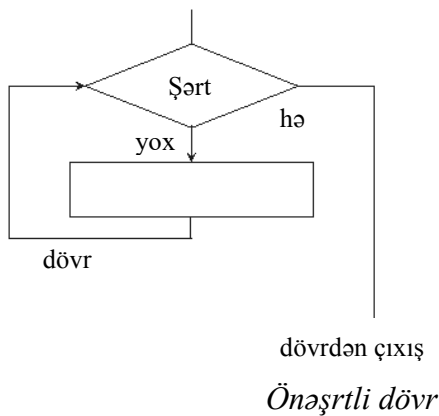 Şərt
hə
yox
dövr
dövrdən çıxış
Önəşrtli dövr